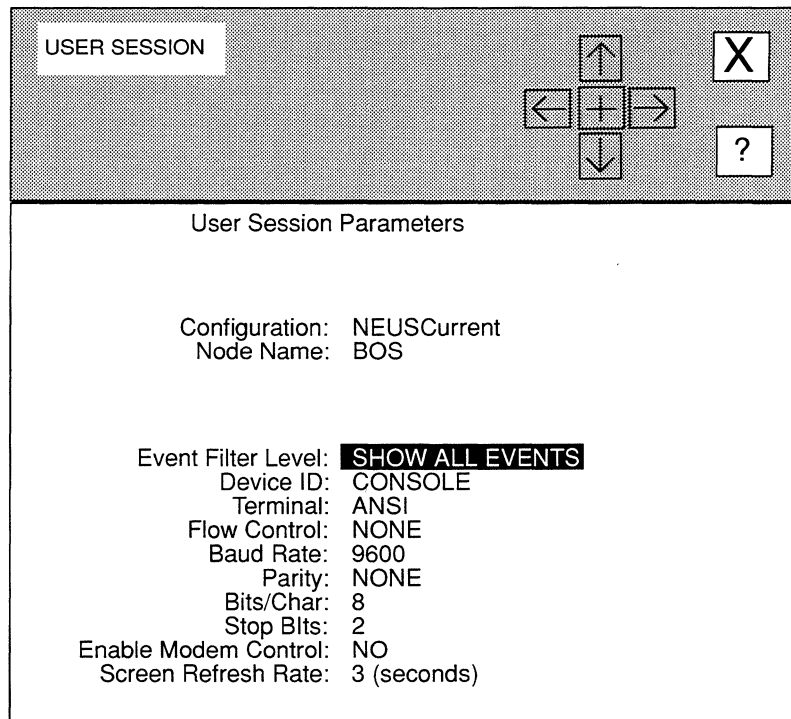 USER SESSION
X
?
User Session Parameters
Configuration: NEUSCurrent
Node Name: BOS
Event Filter Level: SHOW ALL EVENTS
Device ID: CONSOLE
Terminal: ANSI
Flow Control: NONE
Baud Rate: 9600
Parity: NONE
Bits/Char: 8
Stop BIts: 2
Enable Modem Control: NO
Screen Refresh Rate: 3 (seconds)